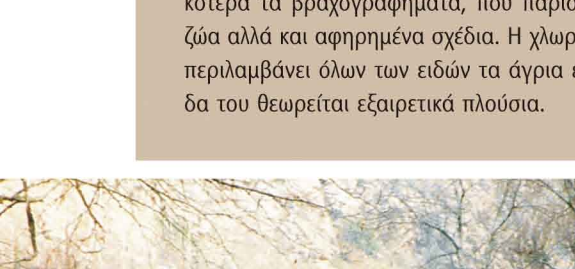 κότερα τα βραχογραφήματα, που
ζώα αλλά και αφηρημένα σχέδια. Η
περιλαμβάνει όλων των ειδών τα άγρια
δα του θεωρείται εξαιρετικά πλούσια.